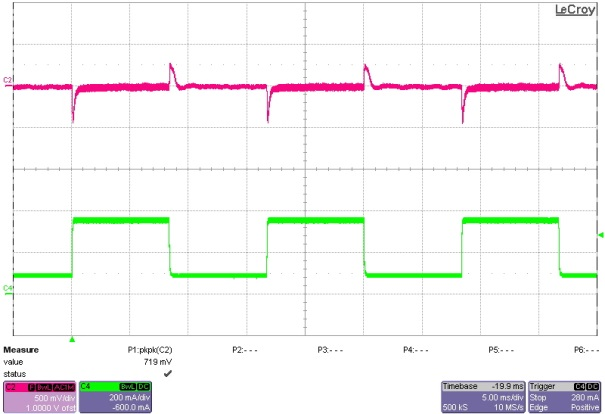 LeCroy
C2
C4
Measure P1:pkpk(C2) P2:- - - P3:- - - P4:- - - P5:- - - P6:- - -
value 719 mV
status
C2 F BwL AC1M C4 BwL DC Timebase -19.9 ms Trigger C4 DC
500 mV/div 200 mA/div 5.00 ms/div Stop 280 mA
1.0000 V ofst -600.0 mA 500 kS 10 MS/s Edge Positive